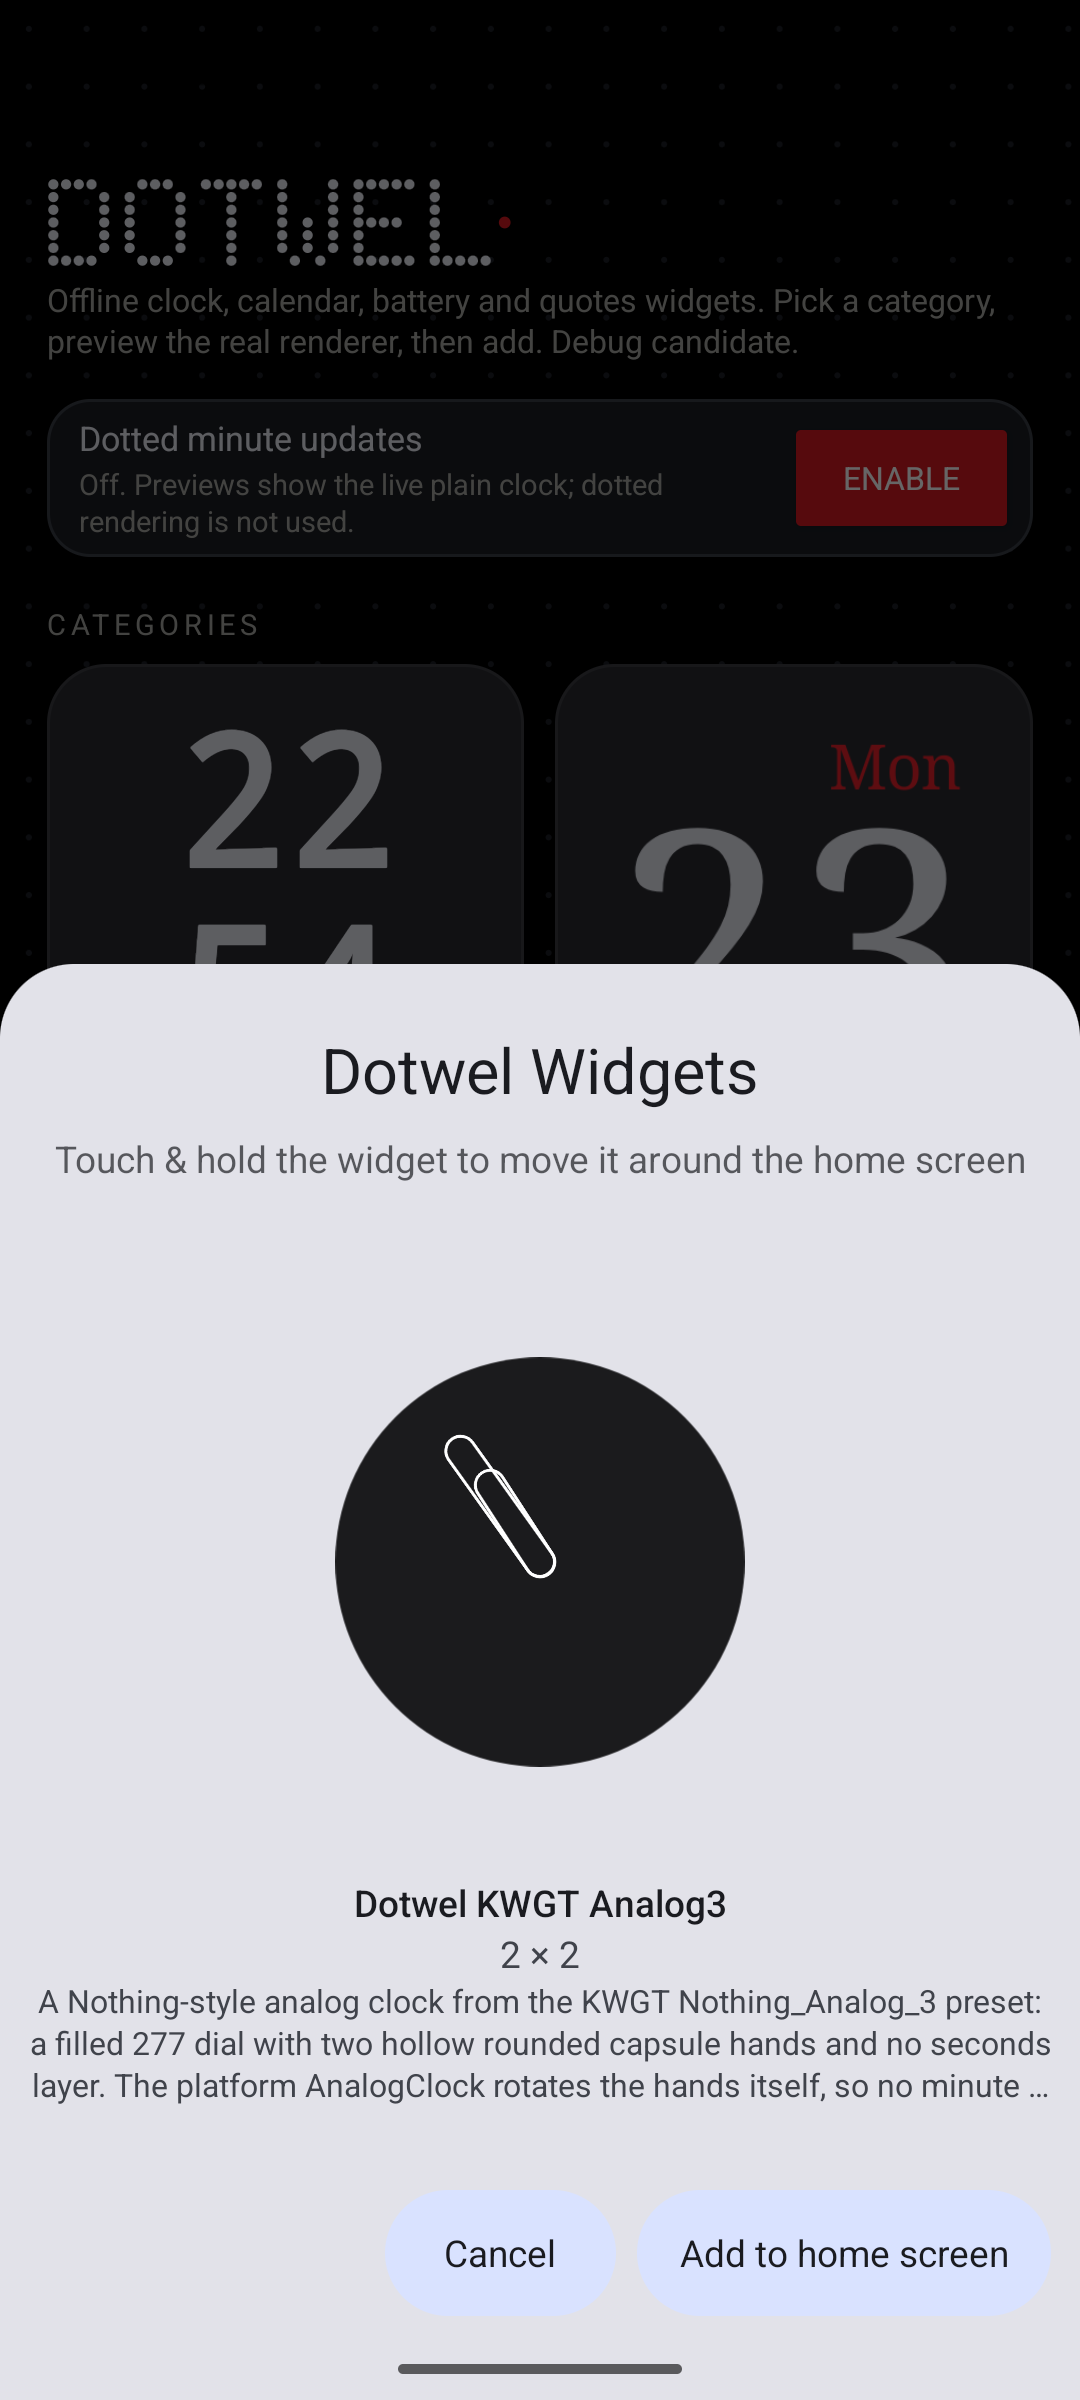 DOTWEL.
Offline clock, calendar, battery and quotes widgets. Pick a category,
preview the real renderer, then add. Debug candidate.
Dotted minute updates
Off. Previews show the live plain clock; dotted
rendering is not used.
ENABLE
CATEGORIES
22
54
Mon
23
Dotwel Widgets
Touch & hold the widget to move it around the home screen
Dotwel KWGT Analog3
2 × 2
A Nothing-style analog clock from the KWGT Nothing_Analog_3 preset:
a filled 277 dial with two hollow rounded capsule hands and no seconds
layer. The platform AnalogClock rotates the hands itself, so no minute …
Cancel
Add to home screen